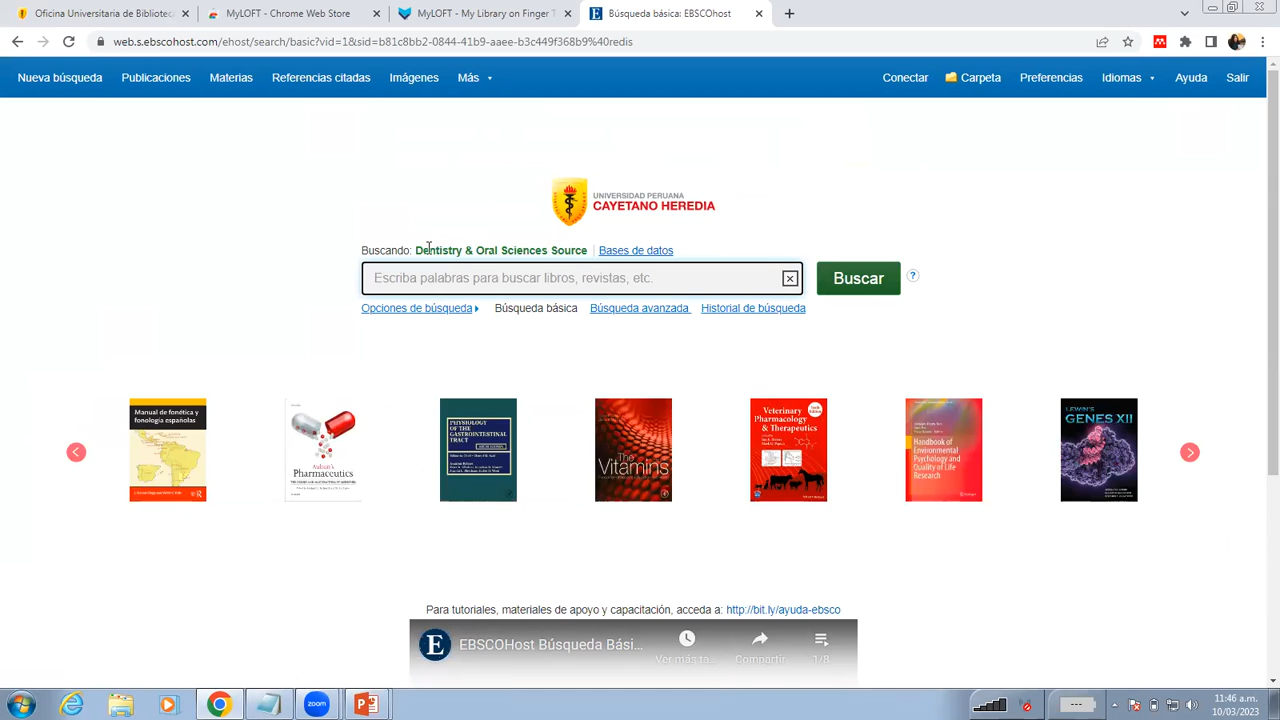 Oficina Universitaria de Biblioteca
MyLOFT - Chrome Web Store
MyLOFT - My Library on Finger T
Búsqueda básica: EBSCOhost
web.s.ebscohost.com/ehost/search/basic?vid=1&sid=b81c8bb2-0844-41b9-aaee-b3c449f368b9%40redis
Nueva búsqueda
Publicaciones
Materias
Referencias citadas
Imágenes
Más
Conectar
Carpeta
Preferencias
Idiomas
Ayuda
Salir
UNIVERSIDAD PERUANA
CAYETANO HEREDIA
Buscando: Dentistry & Oral Sciences Source
Bases de datos
Escriba palabras para buscar libros, revistas, etc.
Buscar
?
Opciones de búsqueda
Búsqueda básica
Búsqueda avanzada
Historial de búsqueda
Manual de fonética y
fonología españolas
Aulton's
Pharmaceutics
PHYSIOLOGY
OF THE
GASTROINTESTINAL
TRACT
The
Vitamins
Veterinary
Pharmacology
& Therapeutics
Handbook of
Environmental
Psychology and
Quality of Life
Research
LEWIN'S
GENES XII
Para tutoriales, materiales de apoyo y capacitación, acceda a: http://bit.ly/ayuda-ebsco
EBSCOHost Búsqueda Bási...
Ver más ta...
Compartir
1/8
zoom
11:46 a.m.
10/03/2023